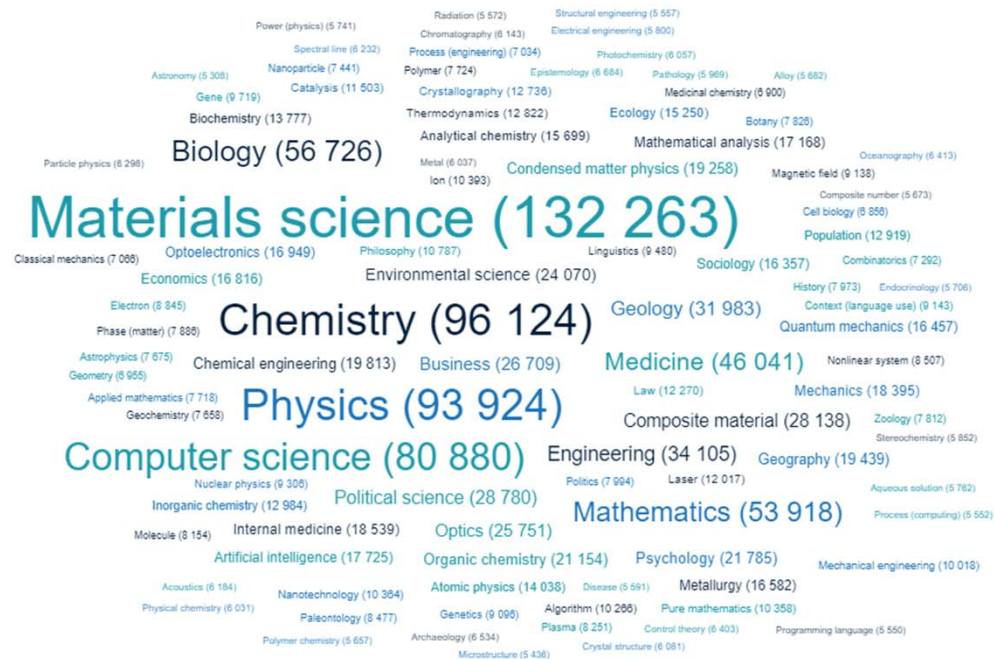 Radiation (5 572)
Structural engineering (5 557)
Power (physics) (5 741)
Chromatography (6 143)
Electrical engineering (5 800)
Spectral line (6 232)
Process (engineering) (7 034)
Photochemistry (6 057)
Nanoparticle (7 441)
Polymer (7 724)
Epistemology (6 684)
Pathology (5 969)
Alloy (5 682)
Astronomy (5 308)
Catalysis (11 503)
Crystallography (12 736)
Medicinal chemistry (6 900)
Gene (9 719)
Biochemistry (13 777)
Thermodynamics (12 822)
Ecology (15 250)
Botany (7 826)
Analytical chemistry (15 699)
Mathematical analysis (17 168)
Biology (56 726)
Particle physics (6 298)
Metal (6 037)
Condensed matter physics (19 258)
Oceanography (6 413)
Magnetic field (9 138)
Ion (10 393)
Composite number (5 673)
Materials science (132 263)
Cell biology (6 856)
Population (12 919)
Classical mechanics (7 066)
Optoelectronics (16 949)
Philosophy (10 787)
Linguistics (9 480)
Sociology (16 357)
Combinatorics (7 292)
Economics (16 816)
Environmental science (24 070)
History (7 973)
Endocrinology (5 706)
Electron (8 845)
Chemistry (96 124)
Geology (31 983)
Context (language use) (9 143)
Phase (matter) (7 886)
Quantum mechanics (16 457)
Astrophysics (7 675)
Chemical engineering (19 813)
Business (26 709)
Medicine (46 041)
Nonlinear system (8 507)
Geometry (6 955)
Applied mathematics (7 718)
Law (12 270)
Mechanics (18 395)
Geochemistry (7 658)
Physics (93 924)
Composite material (28 138)
Zoology (7 812)
Stereochemistry (5 852)
Computer science (80 880)
Engineering (34 105)
Geography (19 439)
Nuclear physics (9 306)
Politics (7 994)
Laser (12 017)
Aqueous solution (5 762)
Inorganic chemistry (12 984)
Political science (28 780)
Mathematics (53 918)
Process (computing) (5 552)
Molecule (8 154)
Internal medicine (18 539)
Optics (25 751)
Artificial intelligence (17 725)
Organic chemistry (21 154)
Psychology (21 785)
Mechanical engineering (10 018)
Acoustics (6 184)
Nanotechnology (10 364)
Atomic physics (14 038)
Disease (5 591)
Metallurgy (16 582)
Physical chemistry (6 031)
Paleontology (8 477)
Genetics (9 096)
Algorithm (10 266)
Pure mathematics (10 358)
Plasma (8 251)
Control theory (6 403)
Programming language (5 550)
Polymer chemistry (5 657)
Archaeology (6 534)
Crystal structure (6 081)
Microstructure (5 436)